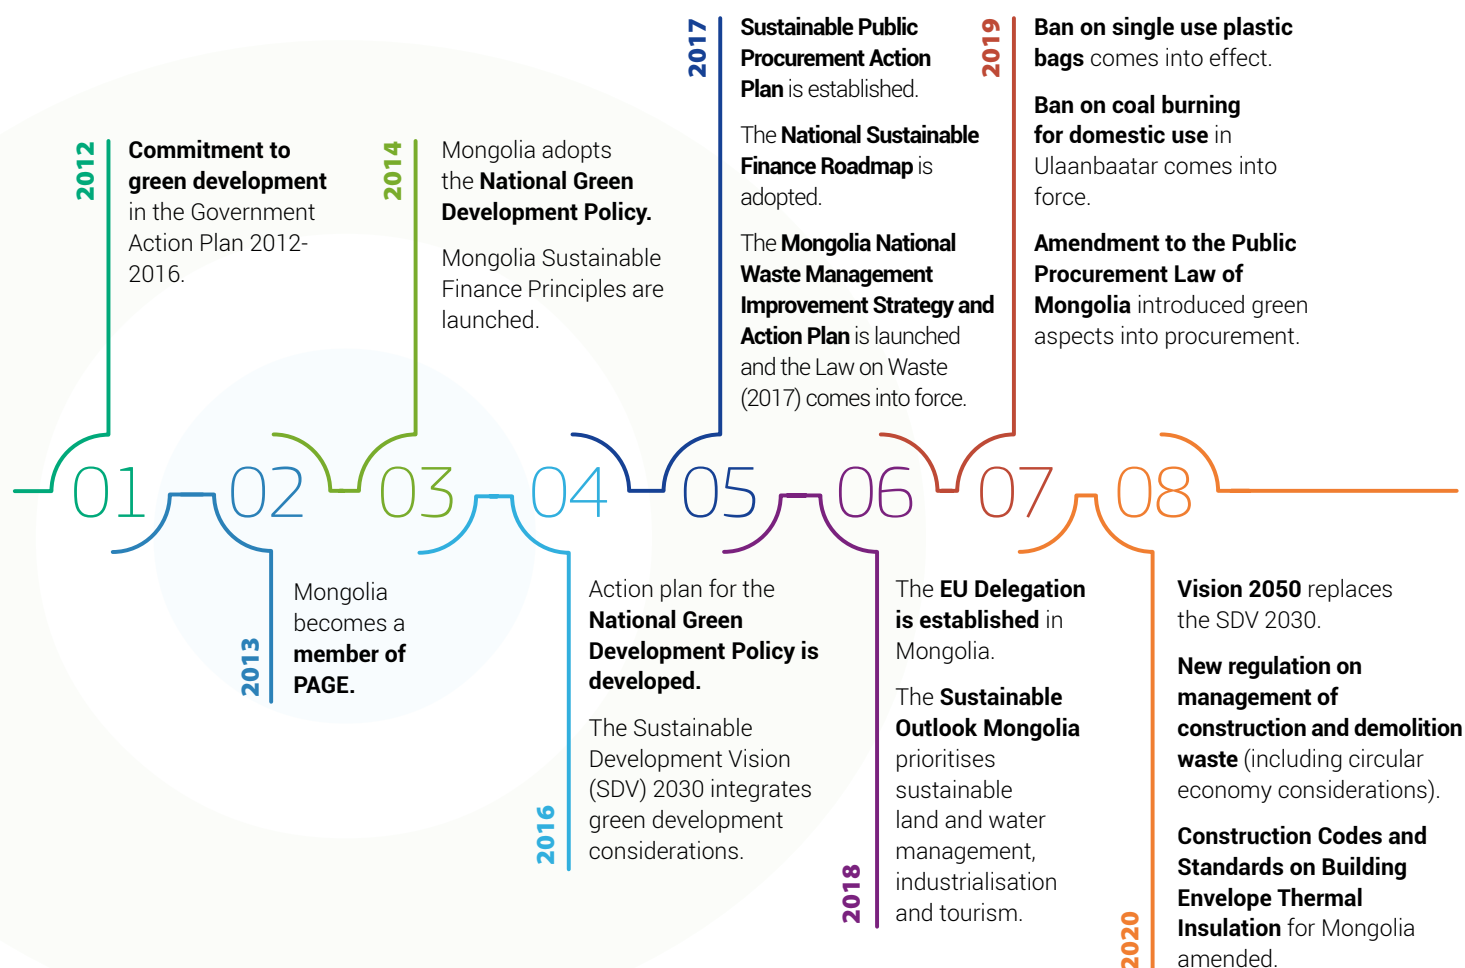 2012
Commitment to
green development
in the Government
Action Plan 2012-
2016.
2014
Mongolia adopts
the National Green
Development Policy.
Mongolia Sustainable
Finance Principles are
launched.
2017
Sustainable Public
Procurement Action
Plan is established.
The National Sustainable
Finance Roadmap is
adopted.
The Mongolia National
Waste Management
Improvement Strategy and
Action Plan is launched
and the Law on Waste
(2017) comes into force.
2019
Ban on single use plastic
bags comes into effect.
Ban on coal burning
for domestic use in
Ulaanbaatar comes into
force.
Amendment to the Public
Procurement Law of
Mongolia introduced green
aspects into procurement.
01 02 03 04 05 06 07 08
2013
Mongolia
becomes a
member of
PAGE.
2016
Action plan for the
National Green
Development Policy is
developed.
The Sustainable
Development Vision
(SDV) 2030 integrates
green development
considerations.
2018
The EU Delegation
is established in
Mongolia.
The Sustainable
Outlook Mongolia
prioritises
sustainable
land and water
management,
industrialisation
and tourism.
2020
Vision 2050 replaces
the SDV 2030.
New regulation on
management of
construction and demolition
waste (including circular
economy considerations).
Construction Codes and
Standards on Building
Envelope Thermal
Insulation for Mongolia
amended.